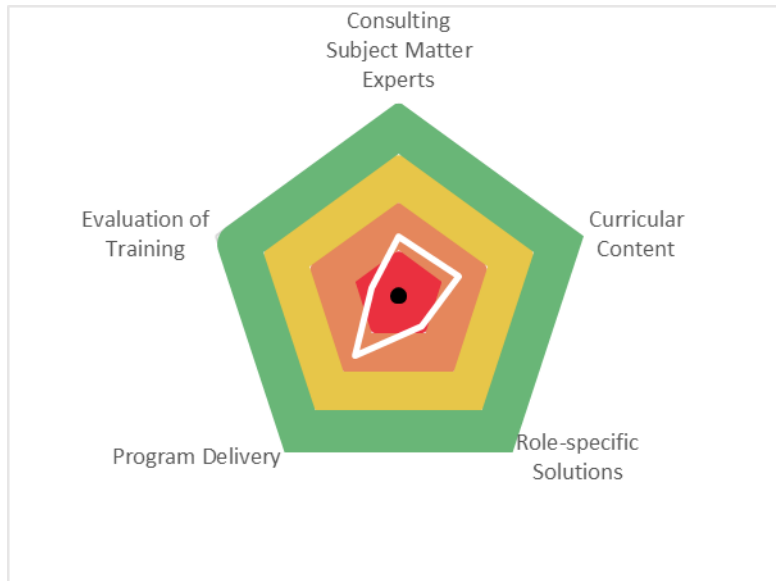 Consulting
Subject Matter
Experts
Evaluation of
Training
Curricular
Content
Program Delivery
Role-specific
Solutions